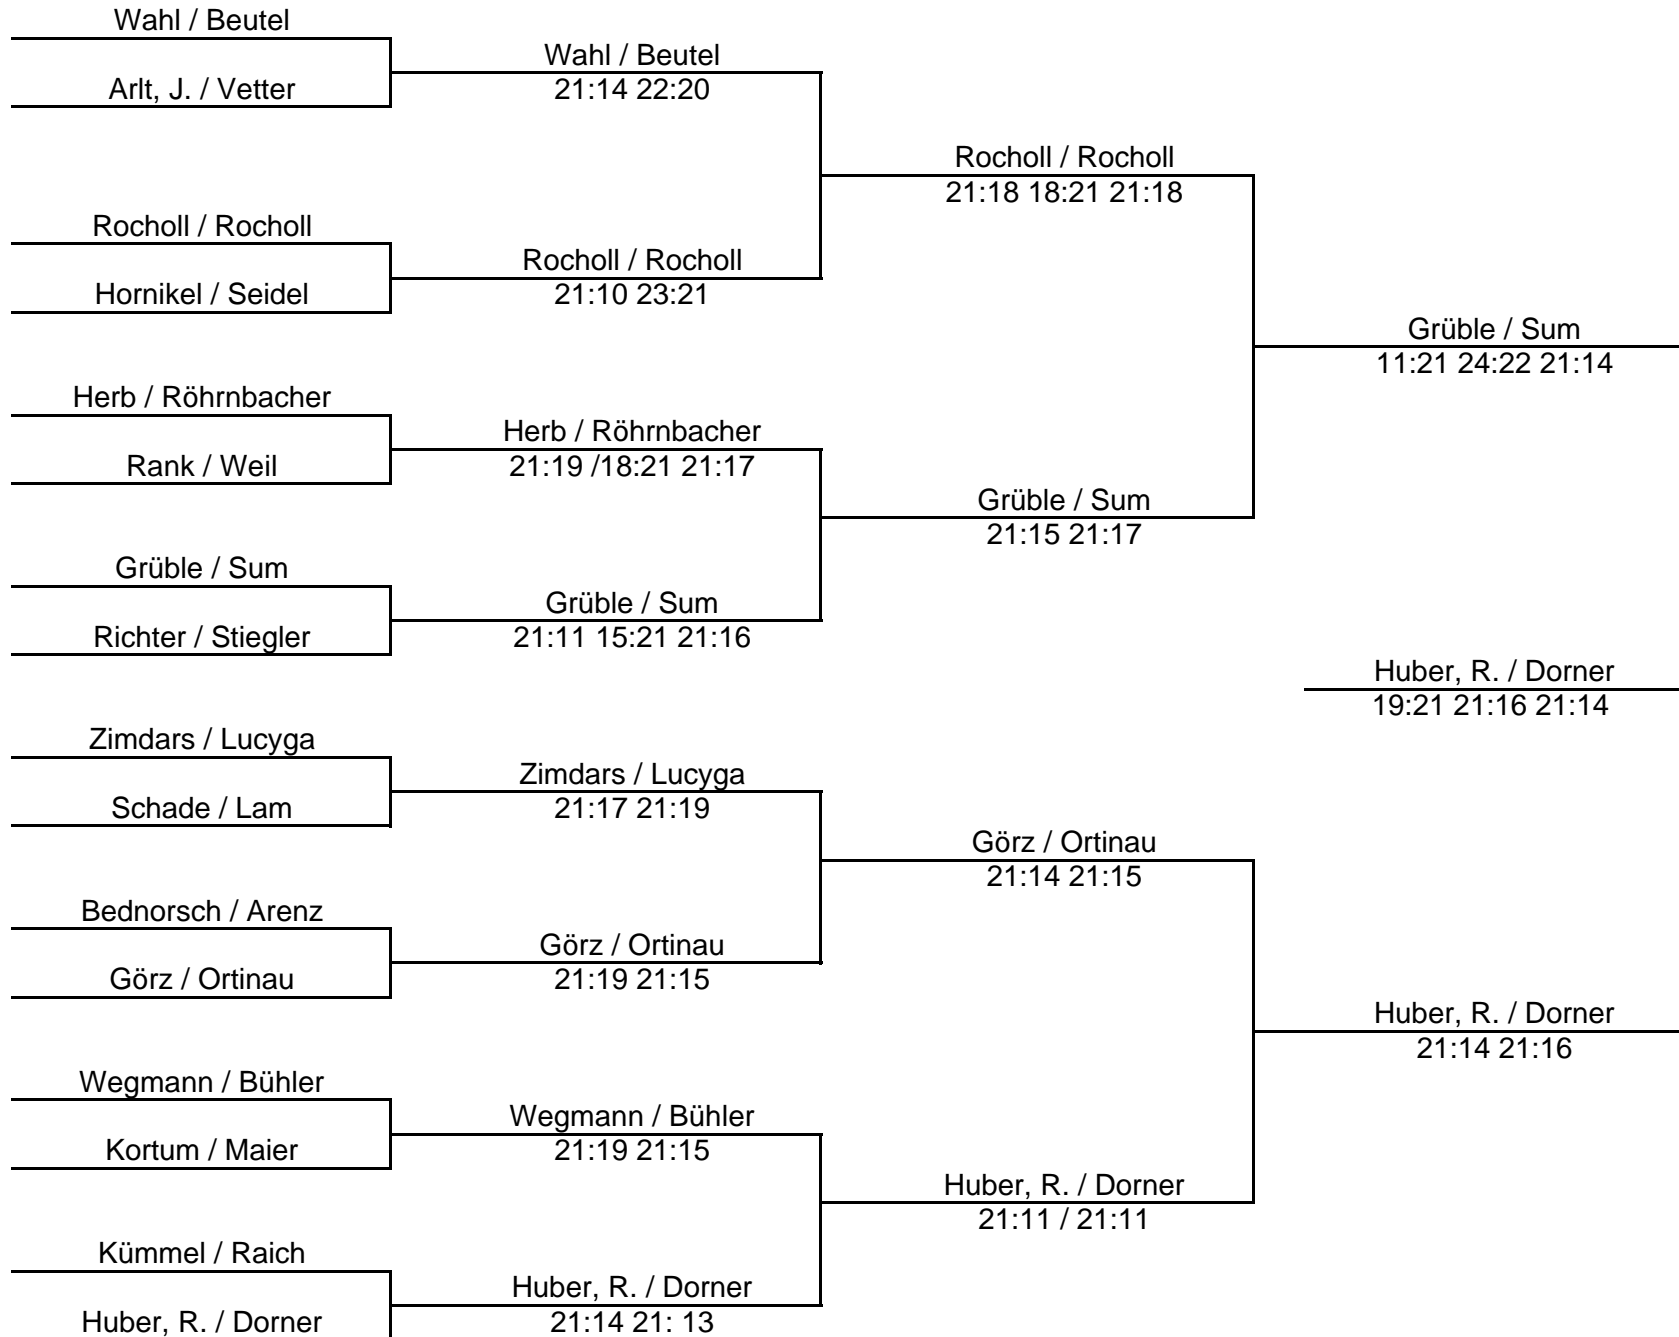 Wahl / Beutel
Wahl / Beutel
Arlt, J. / Vetter
21:14 22:20
Rocholl / Rocholl
21:18 18:21 21:18
Rocholl / Rocholl
Rocholl / Rocholl
Hornikel / Seidel
21:10 23:21
Grüble / Sum
11:21 24:22 21:14
Herb / Röhrnbacher
Herb / Röhrnbacher
Rank / Weil
21:19 /18:21 21:17
Grüble / Sum
21:15 21:17
Grüble / Sum
Grüble / Sum
Richter / Stiegler
21:11 15:21 21:16
Huber, R. / Dorner
19:21 21:16 21:14
Zimdars / Lucyga
Zimdars / Lucyga
Schade / Lam
21:17 21:19
Görz / Ortinau
21:14 21:15
Bednorsch / Arenz
Görz / Ortinau
Görz / Ortinau
21:19 21:15
Huber, R. / Dorner
21:14 21:16
Wegmann / Bühler
Wegmann / Bühler
Kortum / Maier
21:19 21:15
Huber, R. / Dorner
21:11 / 21:11
Kümmel / Raich
Huber, R. / Dorner
Huber, R. / Dorner
21:14 21: 13